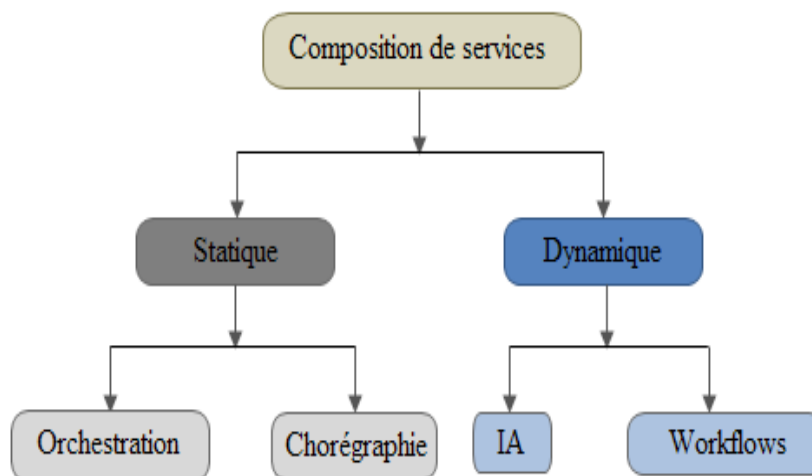 Composition de services
Statique
Dynamique
Orchestration
Chorégraphie
IA
Workflows